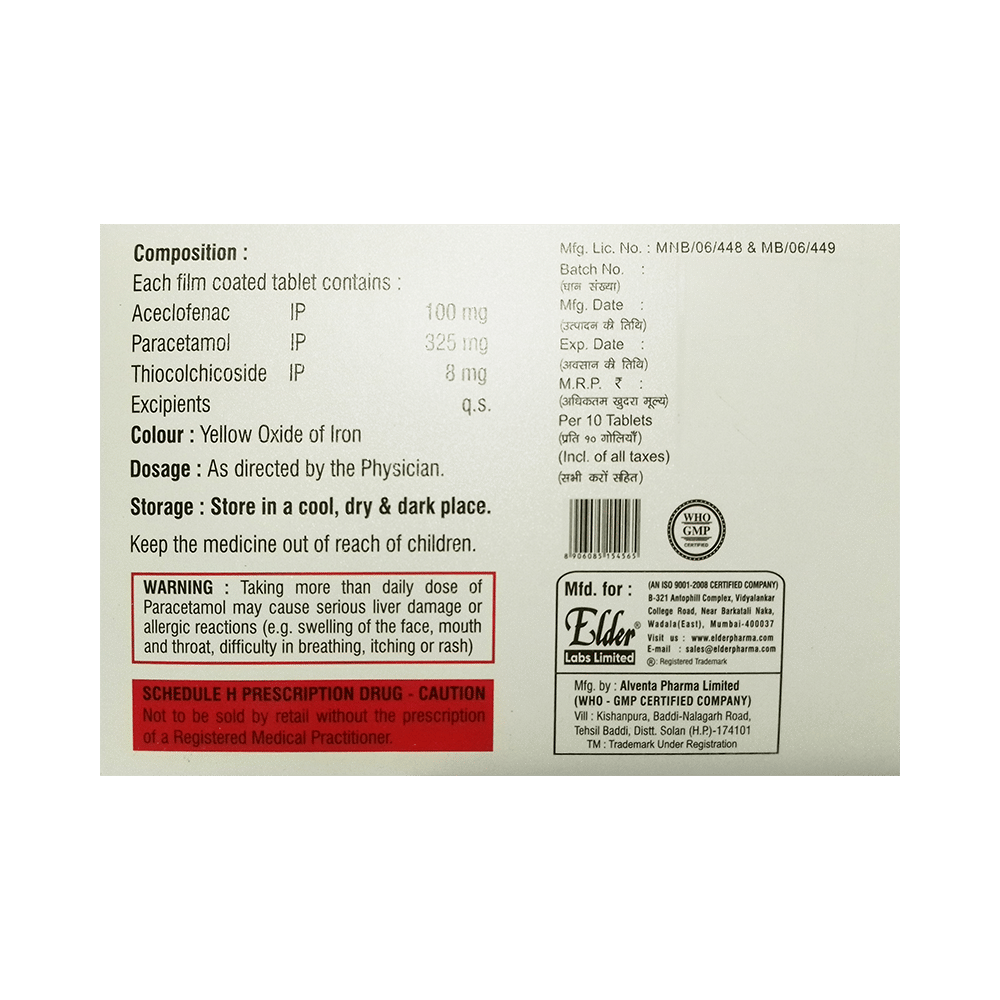 Composition :
Each film coated tablet contains :
Aceclofenac IP 100 mg
Paracetamol IP 325 mg
Thiocolchicoside IP 8 mg
Excipients q.s.
Colour : Yellow Oxide of Iron
Dosage : As directed by the Physician.
Storage : Store in a cool, dry & dark place.
Keep the medicine out of reach of children.
WARNING : Taking more than daily dose of
Paracetamol may cause serious liver damage or
allergic reactions (e.g. swelling of the face, mouth
and throat, difficulty in breathing, itching or rash)
SCHEDULE H PRESCRIPTION DRUG - CAUTION
Not to be sold by retail without the prescription
of a Registered Medical Practitioner.
Mfg. Lic. No. : MNB/06/448 & MB/06/449
Batch No. :
(घान संख्या)
Mfg. Date :
(उत्पादन की तिथि)
Exp. Date :
(अवसान की तिथि)
M.R.P. ₹ :
(अधिकतम खुदरा मूल्य)
Per 10 Tablets
(प्रति १० गोलियाँ)
(Incl. of all taxes)
(सभी करों सहित)
8 906085 154565
WHO
GMP
CERTIFIED
Mfd. for :
Elder®
Labs Limited
(AN ISO 9001-2008 CERTIFIED COMPANY)
B-321 Antophill Complex, Vidyalankar
College Road, Near Barkatali Naka,
Wadala(East), Mumbai-400037
Visit us : www.elderpharma.com
E-mail : sales@elderpharma.com
®: Registered Trademark
Mfg. by : Alventa Pharma Limited
(WHO - GMP CERTIFIED COMPANY)
Vill : Kishanpura, Baddi-Nalagarh Road,
Tehsil Baddi, Distt. Solan (H.P.)-174101
TM : Trademark Under Registration